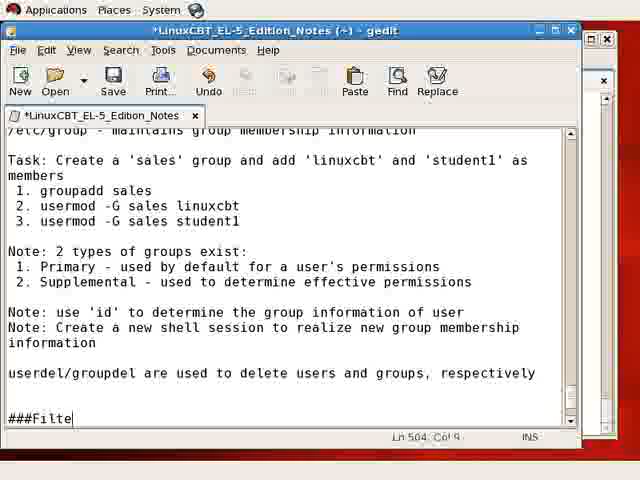 Applications Places System
*LinuxCBT_EL-5_Edition_Notes (~) - gedit
File Edit View Search Tools Documents Help
New Open Save Print... Undo Paste Find Replace
*LinuxCBT_EL-5_Edition_Notes
/etc/group - maintains group membership information
Task: Create a 'sales' group and add 'linuxcbt' and 'student1' as
members
1. groupadd sales
2. usermod -G sales linuxcbt
3. usermod -G sales student1
Note: 2 types of groups exist:
1. Primary - used by default for a user's permissions
2. Supplemental - used to determine effective permissions
Note: use 'id' to determine the group information of user
Note: Create a new shell session to realize new group membership
information
userdel/groupdel are used to delete users and groups, respectively
###Filte
Ln 504, Col 9 INS